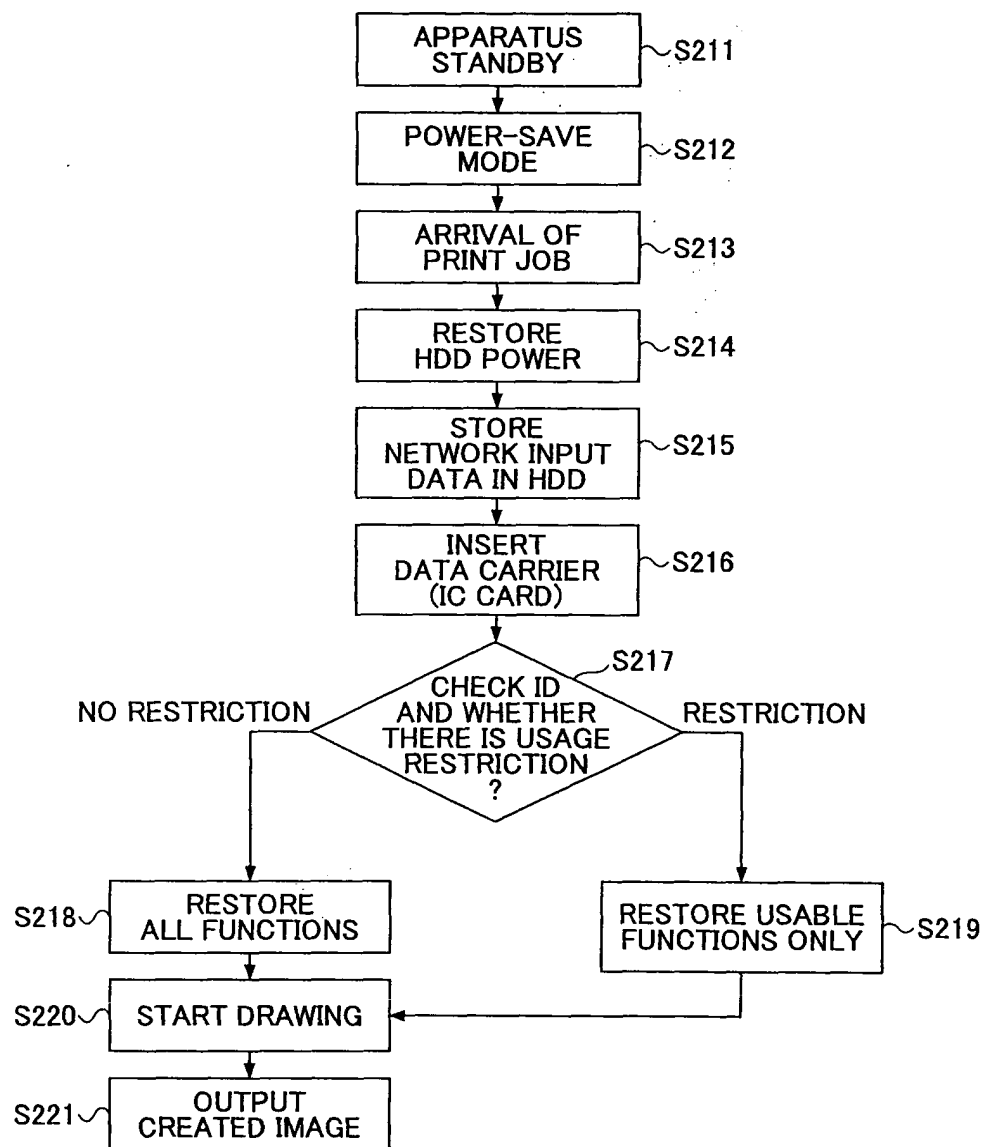 APPARATUS
STANDBY
S211
POWER-SAVE
MODE
S212
ARRIVAL OF
PRINT JOB
S213
RESTORE
HDD POWER
S214
STORE
NETWORK INPUT
DATA IN HDD
S215
INSERT
DATA CARRIER
(IC CARD)
S216
S217
CHECK ID
AND WHETHER
THERE IS USAGE
RESTRICTION
?
NO RESTRICTION
RESTRICTION
S218
RESTORE
ALL FUNCTIONS
RESTORE USABLE
FUNCTIONS ONLY
S219
S220
START DRAWING
S221
OUTPUT
CREATED IMAGE